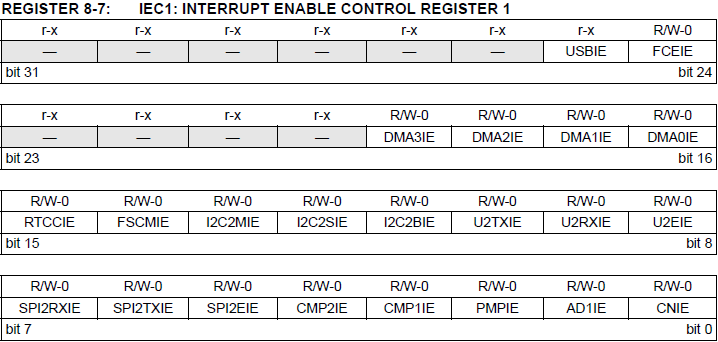 REGISTER 8-7: IEC1: INTERRUPT ENABLE CONTROL REGISTER 1
r-x r-x r-x r-x r-x r-x r-x R/W-0
— — — — — — USBIE FCEIE
bit 31 bit 24
r-x r-x r-x r-x R/W-0 R/W-0 R/W-0 R/W-0
— — — — DMA3IE DMA2IE DMA1IE DMA0IE
bit 23 bit 16
R/W-0 R/W-0 R/W-0 R/W-0 R/W-0 R/W-0 R/W-0 R/W-0
RTCCIE FSCMIE I2C2MIE I2C2SIE I2C2BIE U2TXIE U2RXIE U2EIE
bit 15 bit 8
R/W-0 R/W-0 R/W-0 R/W-0 R/W-0 R/W-0 R/W-0 R/W-0
SPI2RXIE SPI2TXIE SPI2EIE CMP2IE CMP1IE PMPIE AD1IE CNIE
bit 7 bit 0